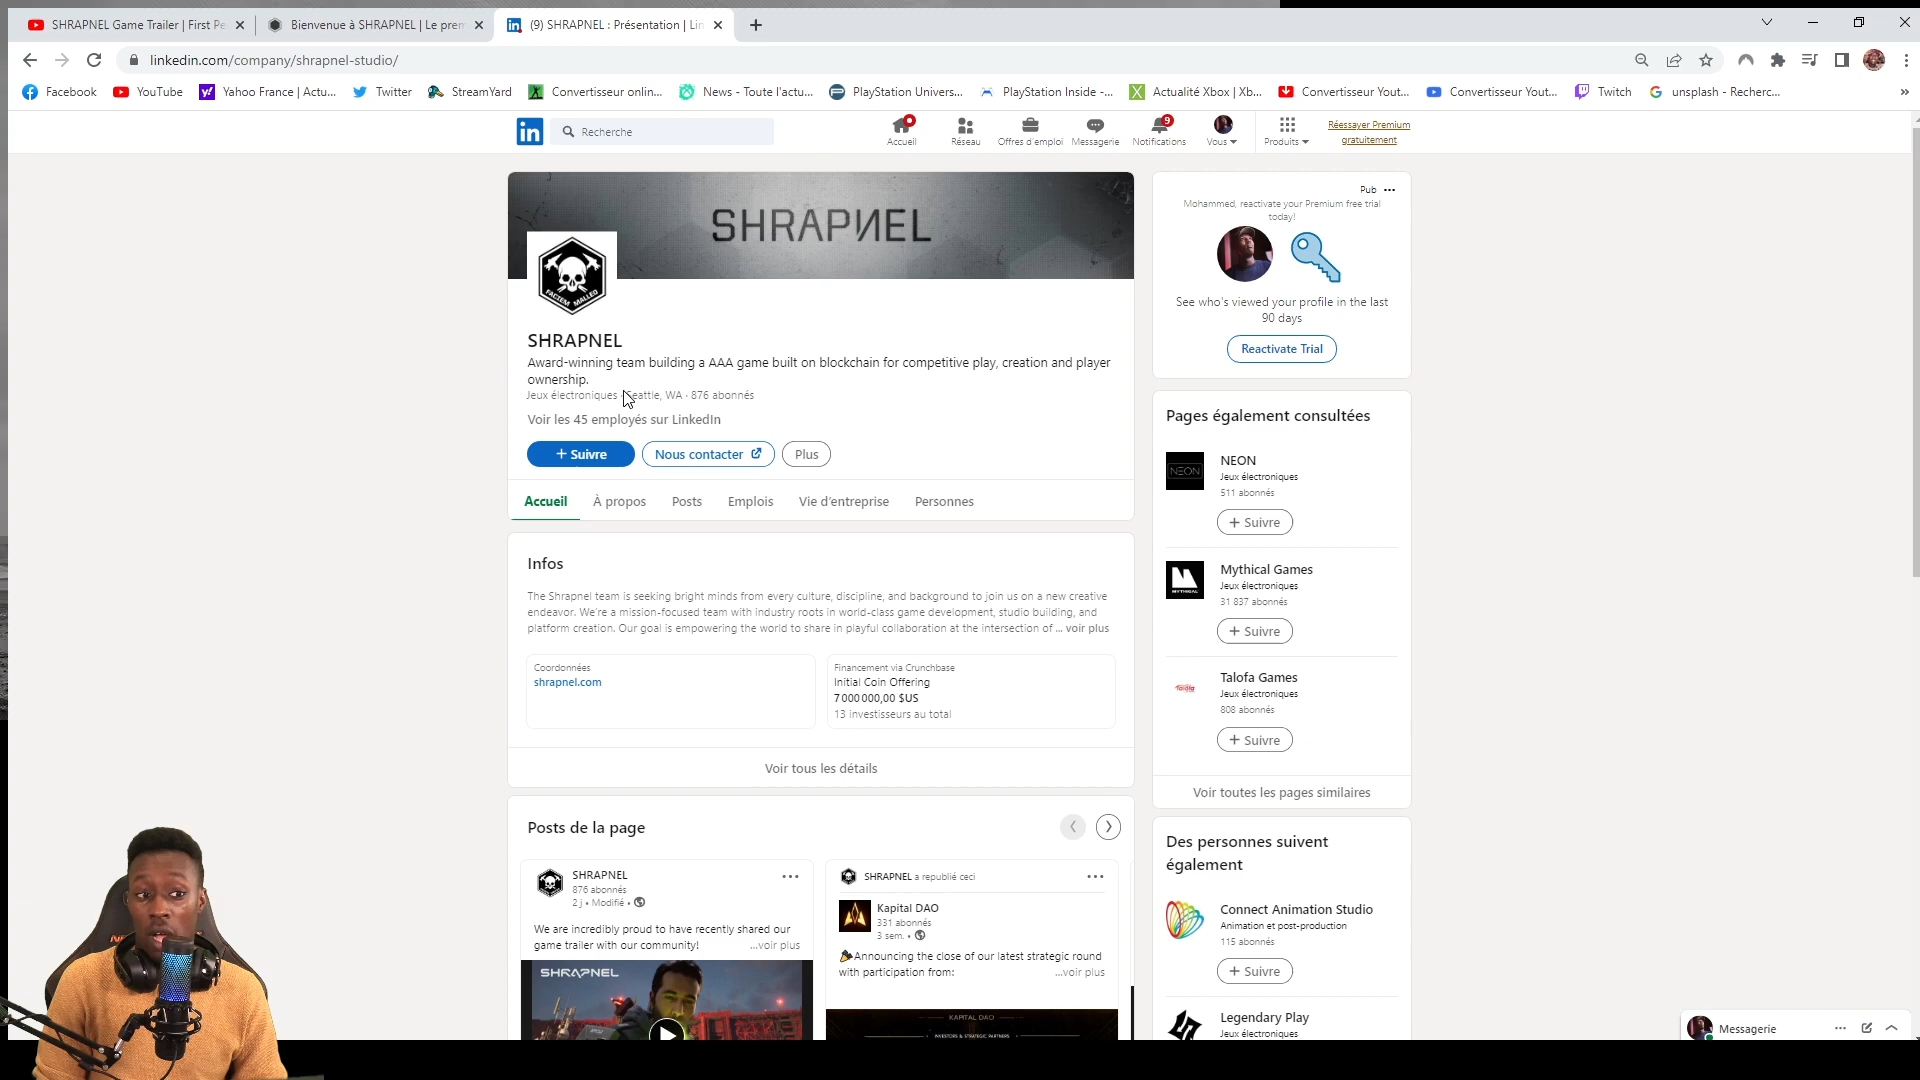 SHRAPNEL Game Trailer | First Pe
Bienvenue à SHRAPNEL | Le pren
(9) SHRAPNEL : Présentation | Lin
linkedin.com/company/shrapnel-studio/
Facebook
YouTube
Yahoo France | Actu...
Twitter
StreamYard
Convertisseur onlin...
News - Toute l'actu...
PlayStation Univers...
PlayStation Inside -...
Actualité Xbox | Xb...
Convertisseur Yout...
Convertisseur Yout...
Twitch
unsplash - Recherc...
»
in
Recherche
Accueil
Réseau
Offres d'emploi
Messagerie
9
Notifications
Vous
Produits
Réessayer Premium
gratuitement
SHRAPNEL
FACTEM MALLEO
SHRAPNEL
Award-winning team building a AAA game built on blockchain for competitive play, creation and player
ownership.
Jeux électroniques · Seattle, WA · 876 abonnés
Voir les 45 employés sur LinkedIn
+ Suivre
Nous contacter
Plus
Accueil
À propos
Posts
Emplois
Vie d'entreprise
Personnes
Infos
The Shrapnel team is seeking bright minds from every culture, discipline, and background to join us on a new creative
endeavor. We're a mission-focused team with industry roots in world-class game development, studio building, and
platform creation. Our goal is empowering the world to share in playful collaboration at the intersection of ... voir plus
Coordonnées
shrapnel.com
Financement via Crunchbase
Initial Coin Offering
7 000 000,00 $US
13 investisseurs au total
Voir tous les détails
Posts de la page
SHRAPNEL
876 abonnés
2 j • Modifié •
We are incredibly proud to have recently shared our
game trailer with our community! ...voir plus
SHRAPNEL
SHRAPNEL a republié ceci
Kapital DAO
331 abonnés
3 sem. •
Announcing the close of our latest strategic round
with participation from: ...voir plus
KAPITAL DAO
INVESTORS & STRATEGIC PARTNERS
Pub
Mohammed, reactivate your Premium free trial
today!
See who's viewed your profile in the last
90 days
Reactivate Trial
Pages également consultées
NEON
NEON
Jeux électroniques
511 abonnés
+ Suivre
MYTHICAL
Mythical Games
Jeux électroniques
31 837 abonnés
+ Suivre
Talofa
Talofa Games
Jeux électroniques
808 abonnés
+ Suivre
Voir toutes les pages similaires
Des personnes suivent
également
Connect Animation Studio
Animation et post-production
115 abonnés
+ Suivre
Legendary Play
Jeux électroniques
Messagerie